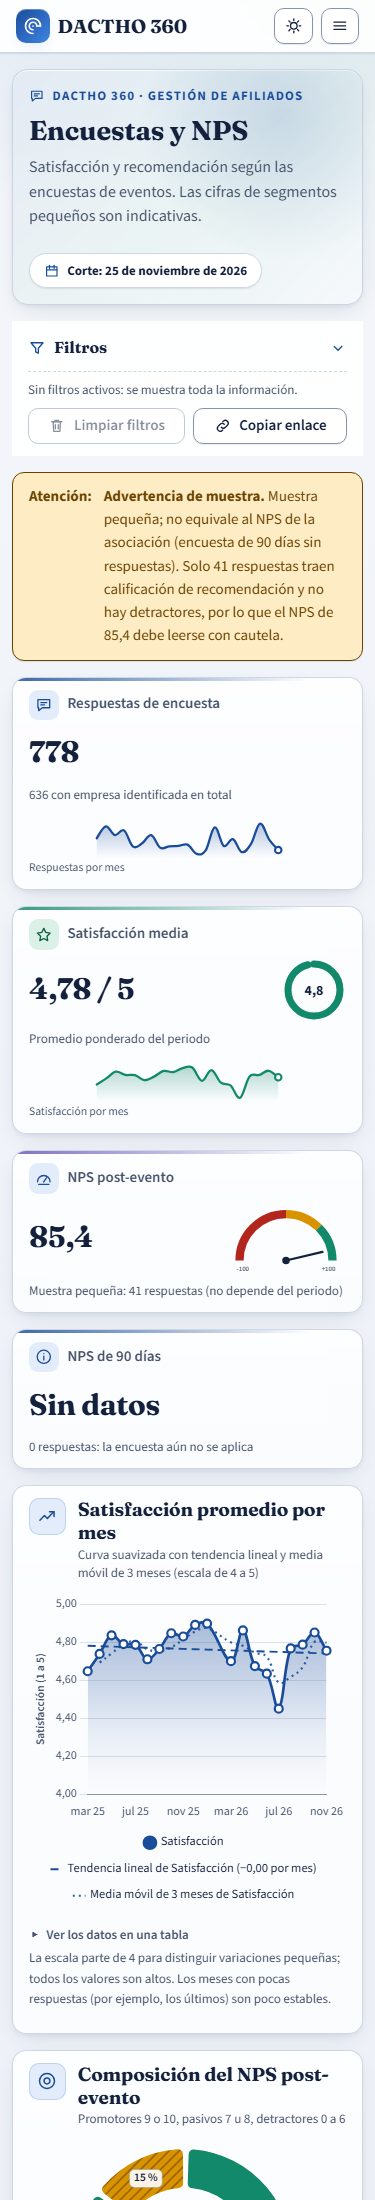 DACTHO 360
DACTHO 360 · GESTIÓN DE AFILIADOS
Encuestas y NPS
Satisfacción y recomendación según las
encuestas de eventos. Las cifras de segmentos
pequeños son indicativas.
Corte: 25 de noviembre de 2026
Filtros
Sin filtros activos: se muestra toda la información.
Limpiar filtros
Copiar enlace
Atención: Advertencia de muestra. Muestra
pequeña; no equivale al NPS de la
asociación (encuesta de 90 días sin
respuestas). Solo 41 respuestas traen
calificación de recomendación y no
hay detractores, por lo que el NPS de
85,4 debe leerse con cautela.
Respuestas de encuesta
778
636 con empresa identificada en total
Respuestas por mes
Satisfacción media
4,78 / 5
4,8
Promedio ponderado del periodo
Satisfacción por mes
NPS post-evento
85,4
-100
+100
Muestra pequeña: 41 respuestas (no depende del periodo)
NPS de 90 días
Sin datos
0 respuestas: la encuesta aún no se aplica
Satisfacción promedio por
mes
Curva suavizada con tendencia lineal y media
móvil de 3 meses (escala de 4 a 5)
Satisfacción (1 a 5)
5,00
4,80
4,60
4,40
4,20
4,00
mar 25 jul 25 nov 25 mar 26 jul 26 nov 26
Satisfacción
Tendencia lineal de Satisfacción (−0,00 por mes)
Media móvil de 3 meses de Satisfacción
Ver los datos en una tabla
La escala parte de 4 para distinguir variaciones pequeñas;
todos los valores son altos. Los meses con pocas
respuestas (por ejemplo, los últimos) son poco estables.
Composición del NPS post-
evento
Promotores 9 o 10, pasivos 7 u 8, detractores 0 a 6
15 %